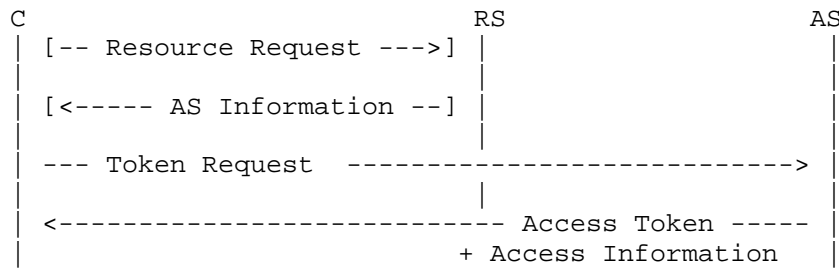 C                            RS                    AS
| [-- Resource Request --->] |                     |
|                            |                     |
| [<----- AS Information --] |                     |
|                            |                     |
| --- Token Request  ----------------------------> |
|                            |                     |
| <---------------------------- Access Token ----- |
|                           + Access Information   |